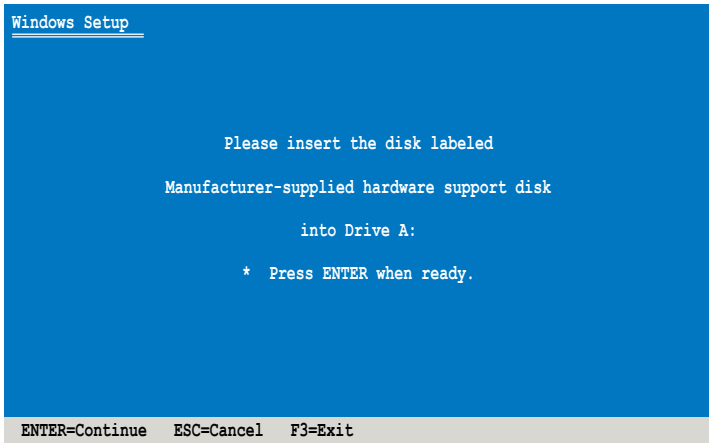 Windows Setup
Please insert the disk labeled
Manufacturer-supplied hardware support disk
into Drive A:
* Press ENTER when ready.
ENTER=Continue ESC=Cancel F3=Exit